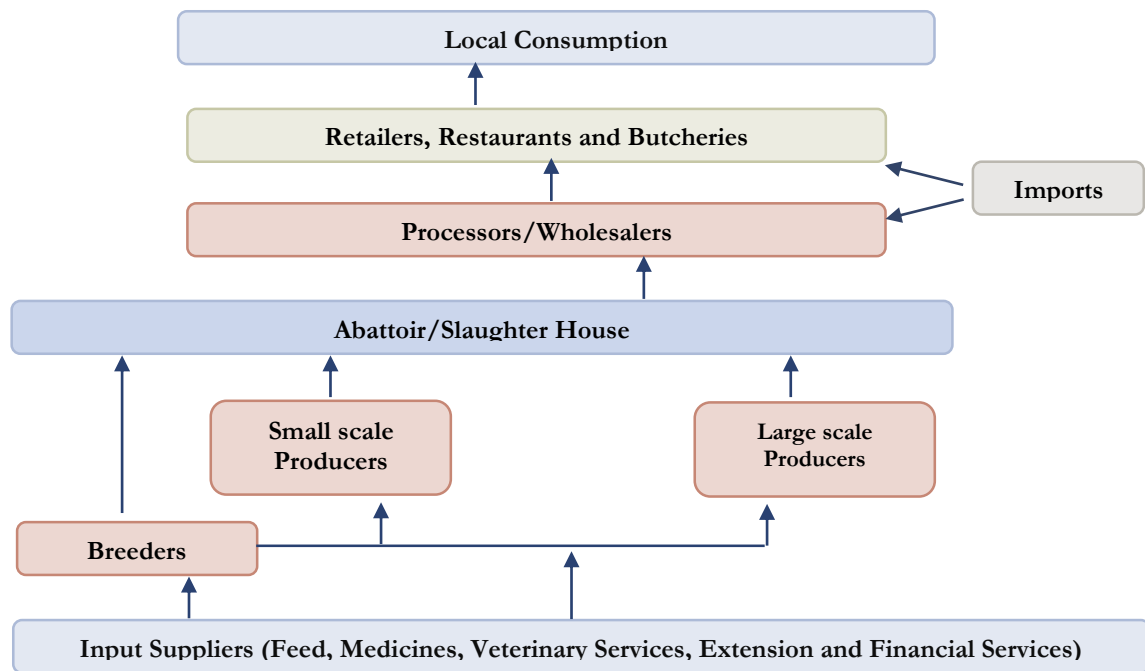 Local Consumption
Retailers, Restaurants and Butcheries
Imports
Processors/Wholesalers
Abattoir/Slaughter House
Small scale
Producers
Large scale
Producers
Breeders
Input Suppliers (Feed, Medicines, Veterinary Services, Extension and Financial Services)